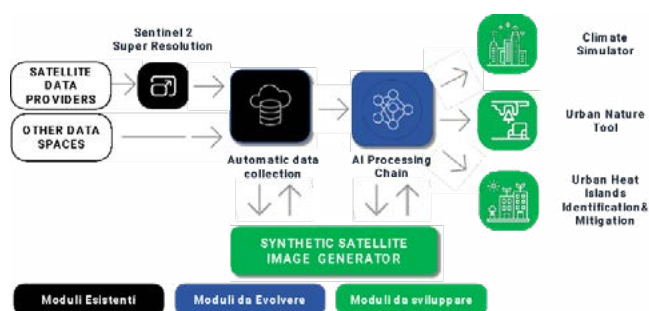 Sentinel 2
Super Resolution
SATELLITE
DATA
PROVIDERS
OTHER DATA
SPACES
Automatic data
collection
AI Processing
Chain
Climate
Simulator
Urban Nature
Tool
Urban Heat
Islands
Identification&
Mitigation
SYNTHETIC SATELLITE
IMAGE GENERATOR
Moduli Esistenti
Moduli da Evolvere
Moduli da sviluppare